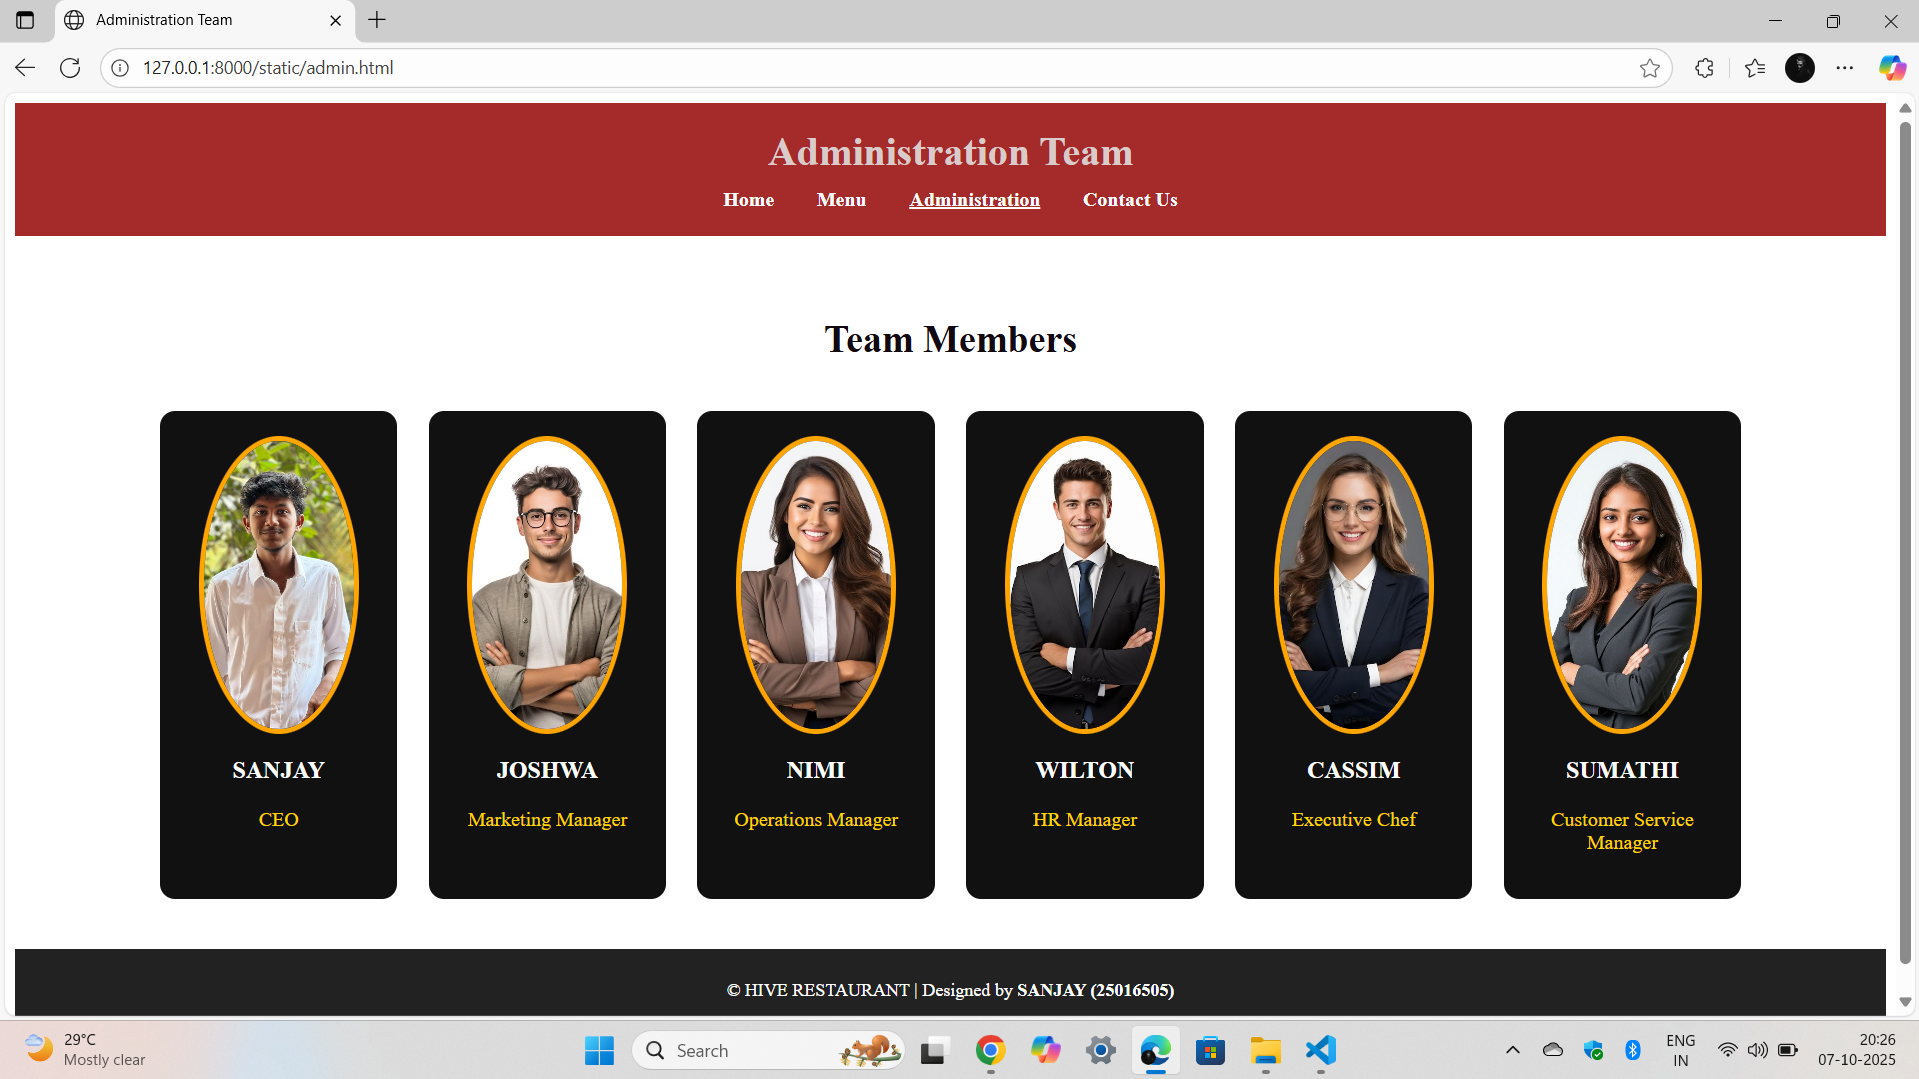 Administration Team
127.0.0.1:8000/static/admin.html
Administration Team
Home Menu Administration Contact Us
Team Members
SANJAY
CEO
JOSHWA
Marketing Manager
NIMI
Operations Manager
WILTON
HR Manager
CASSIM
Executive Chef
SUMATHI
Customer Service
Manager
© HIVE RESTAURANT | Designed by SANJAY (25016505)
29°C
Mostly clear
Search
ENG
IN
20:26
07-10-2025